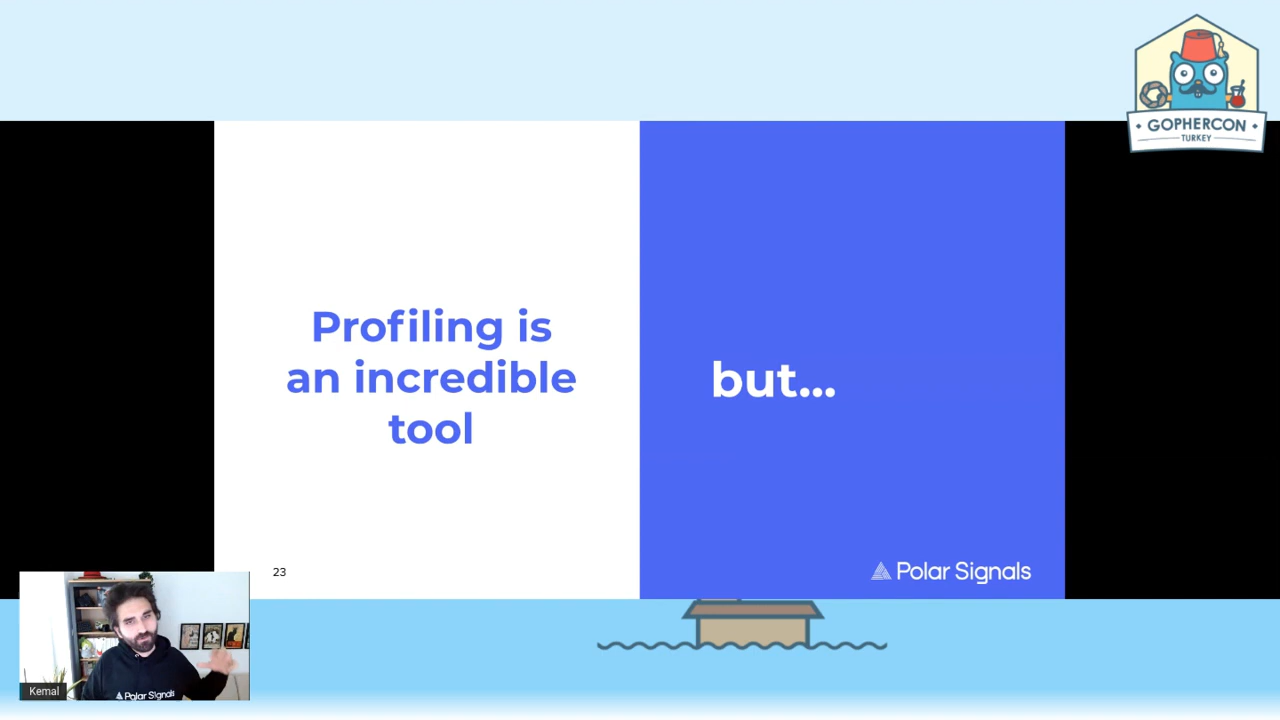 GOPHERCON
TURKEY
Profiling is
an incredible
tool
but...
23
Polar Signals
Kemal
Polar Signals